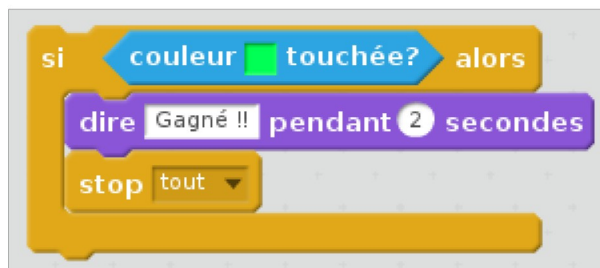 si couleur touchée? alors
dire Gagné !! pendant 2 secondes
stop tout